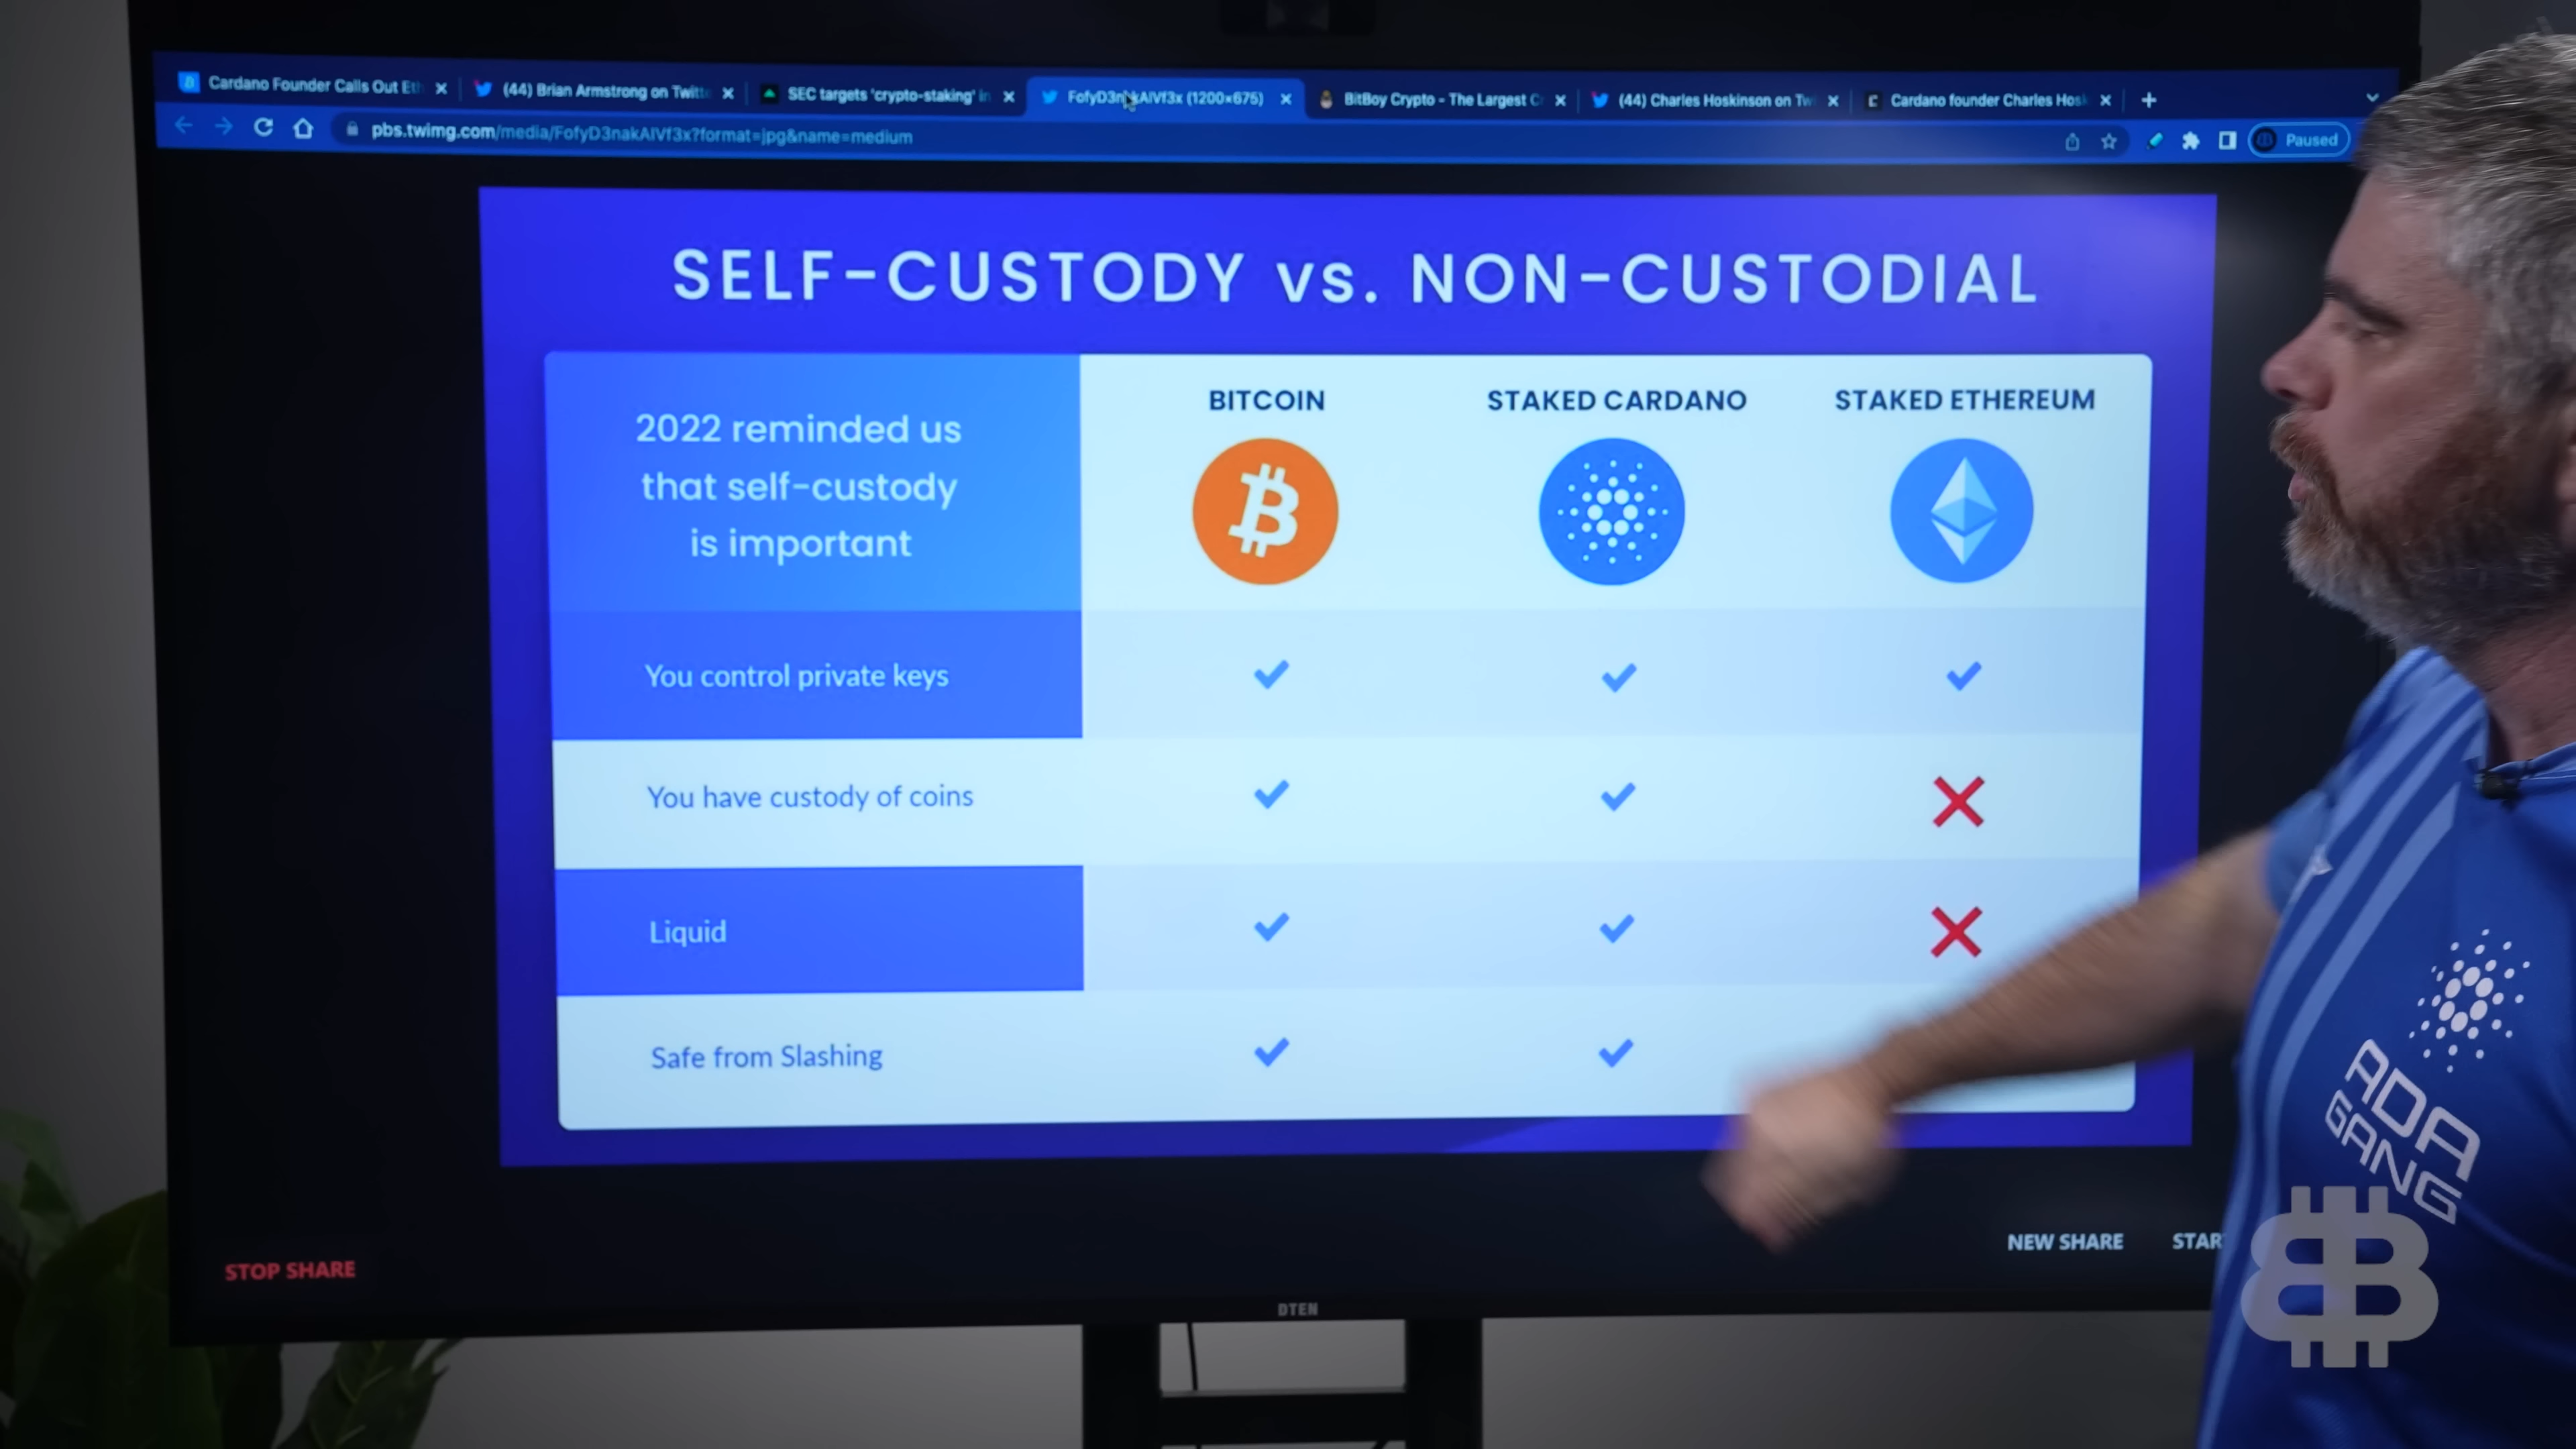 Cardano Founder Calls Out Eth
(44) Brian Armstrong on Twitt
SEC targets 'crypto-staking' in
(1200×675)
BitBoy Crypto - The Largest C
(44) Charles Hoskinson on Tw
Cardano founder Charles Hosk
pbs.twimg.com/media/FofyD3nakAIVf3x?format=jpg&name=medium
Paused
SELF-CUSTODY vs. NON-CUSTODIAL
2022 reminded us
that self-custody
is important
BITCOIN
STAKED CARDANO
STAKED ETHEREUM
You control private keys
You have custody of coins
Liquid
Safe from Slashing
ADA
GANG
STOP SHARE
NEW SHARE
STAR
DTEN